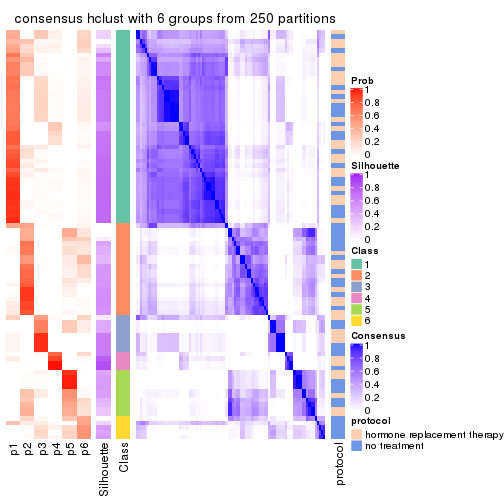 consensus hclust with 6 groups from 250 partitions
Prob
1
0.8
0.6
0.4
0.2
0
Silhouette
1
0.8
0.6
0.4
0.2
0
Class
1
2
3
4
5
6
Consensus
1
0.8
0.6
0.4
0.2
0
protocol
hormone replacement therapy
no treatment
p1
p2
p3
p4
p5
p6
Silhouette
Class
protocol